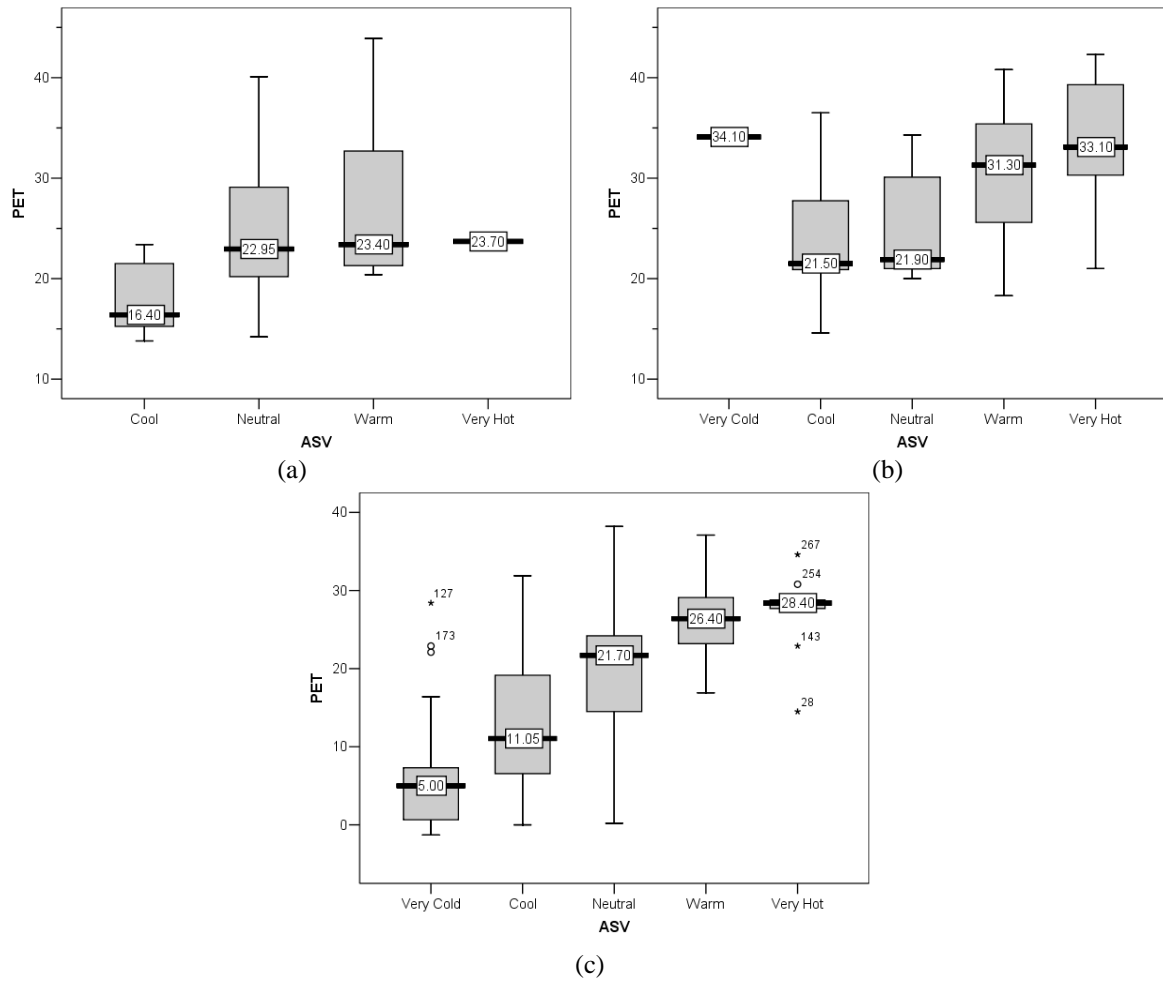 40
30
20
10
PET
16.40
22.95
23.40
23.70
Cool Neutral Warm Very Hot
ASV
(a)
40
30
20
10
PET
34.10
21.50
21.90
31.30
33.10
Very Cold Cool Neutral Warm Very Hot
ASV
(b)
40
30
20
10
0
PET
127
173
5.00
11.05
21.70
26.40
267
254
28.40
143
28
Very Cold Cool Neutral Warm Very Hot
ASV
(c)